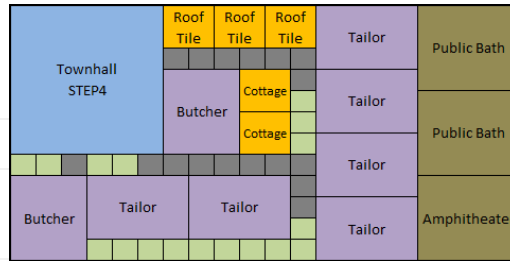 Roof Tile
Roof Tile
Roof Tile
Tailor
Public Bath
Townhall
STEP4
Butcher
Cottage
Cottage
Tailor
Public Bath
Tailor
Butcher
Tailor
Tailor
Tailor
Amphitheater